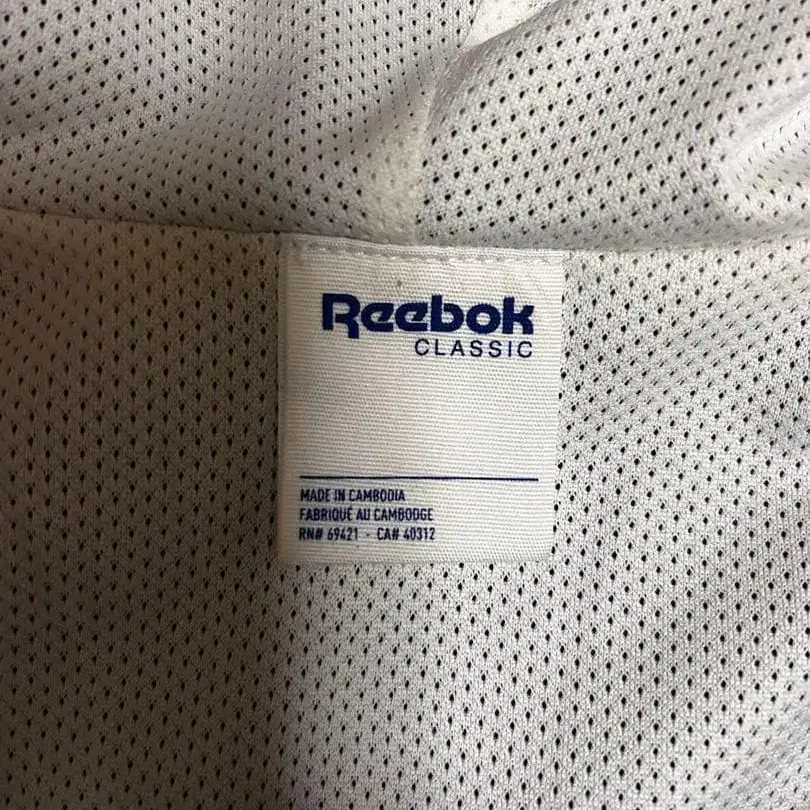 Reebok
CLASSIC
MADE IN CAMBODIA
FABRIQUÉ AU CAMBODGE
RN# 69421 - CA# 40312